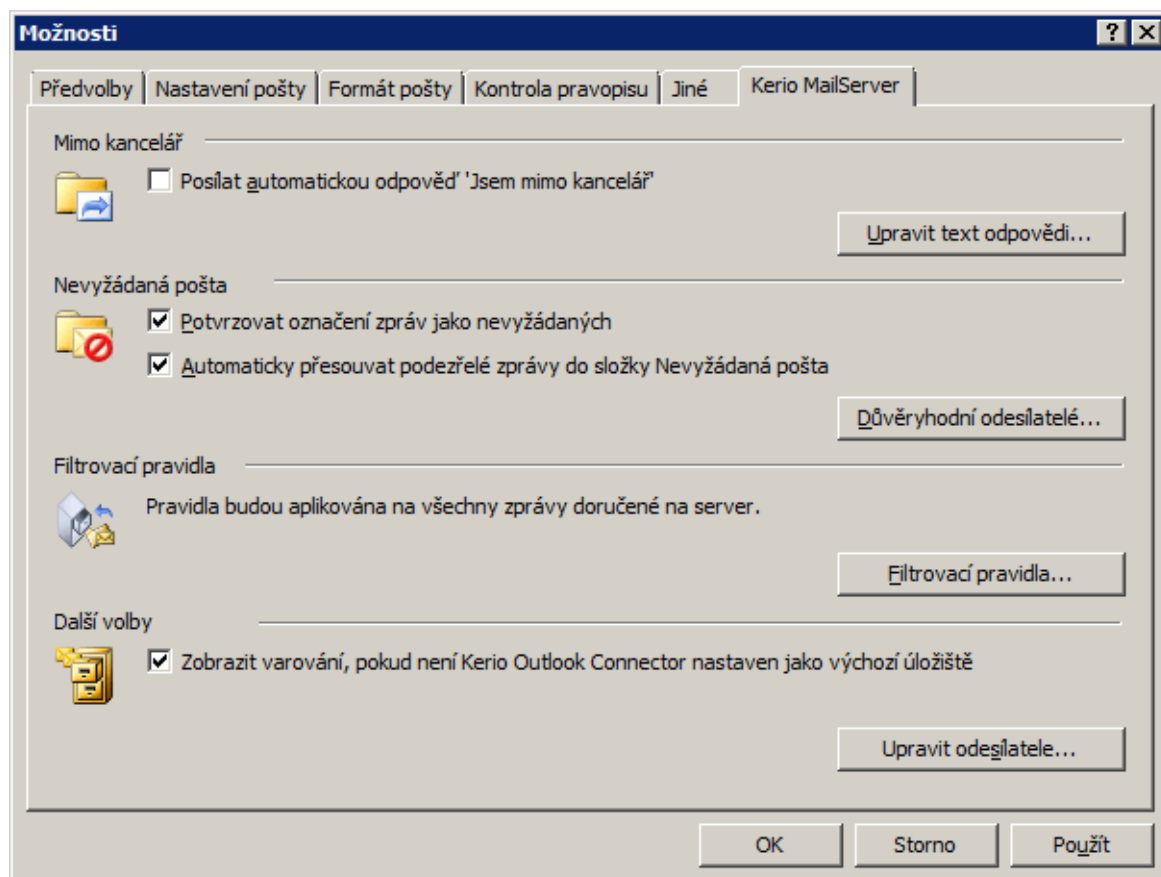 Možnosti
Předvolby Nastavení pošty Formát pošty Kontrola pravopisu Jiné Kerio MailServer
Mimo kancelář
Posílat automatickou odpověď 'Jsem mimo kancelář'
Upravit text odpovědi...
Nevyžádaná pošta
Potvrzovat označení zpráv jako nevyžádaných
Automaticky přesouvat podezřelé zprávy do složky Nevyžádaná pošta
Důvěryhodní odesílatelé...
Filtrovací pravidla
Pravidla budou aplikována na všechny zprávy doručené na server.
Filtrovací pravidla...
Další volby
Zobrazit varování, pokud není Kerio Outlook Connector nastaven jako výchozí úložiště
Upravit odesílatele...
OK Storno Použít